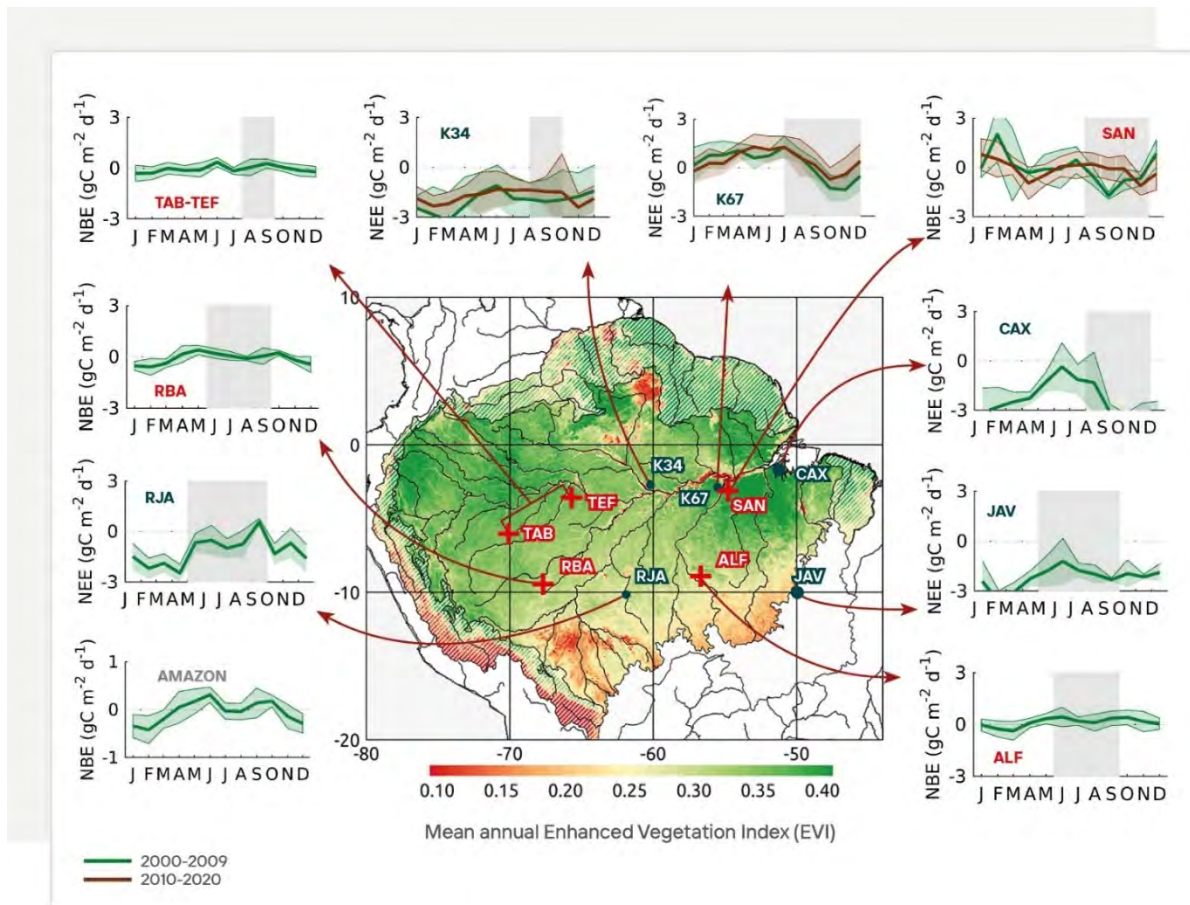 3
0
-3
NBE (gC m⁻² d⁻¹)
TAB-TEF
J F M A M J J A S O N D
3
0
-3
NEE (gC m⁻² d⁻¹)
K34
J F M A M J J A S O N D
3
0
-3
NEE (gC m⁻² d⁻¹)
K67
J F M A M J J A S O N D
3
0
-3
NBE (gC m⁻² d⁻¹)
SAN
J F M A M J J A S O N D
3
0
-3
NBE (gC m⁻² d⁻¹)
RBA
J F M A M J J A S O N D
3
0
-3
NEE (gC m⁻² d⁻¹)
CAX
J F M A M J J A S O N D
3
0
-3
NEE (gC m⁻² d⁻¹)
RJA
J F M A M J J A S O N D
3
0
-3
NEE (gC m⁻² d⁻¹)
JAV
J F M A M J J A S O N D
1
0
-1
NBE (gC m⁻² d⁻¹)
AMAZON
J F M A M J J A S O N D
3
0
-3
NBE (gC m⁻² d⁻¹)
ALF
J F M A M J J A S O N D
10
0
-10
-20
-80 -70 -60 -50
K34
K67
CAX
SAN
TEF
TAB
RBA
RJA
ALF
JAV
0.10 0.15 0.20 0.25 0.30 0.35 0.40
Mean annual Enhanced Vegetation Index (EVI)
2000-2009
2010-2020